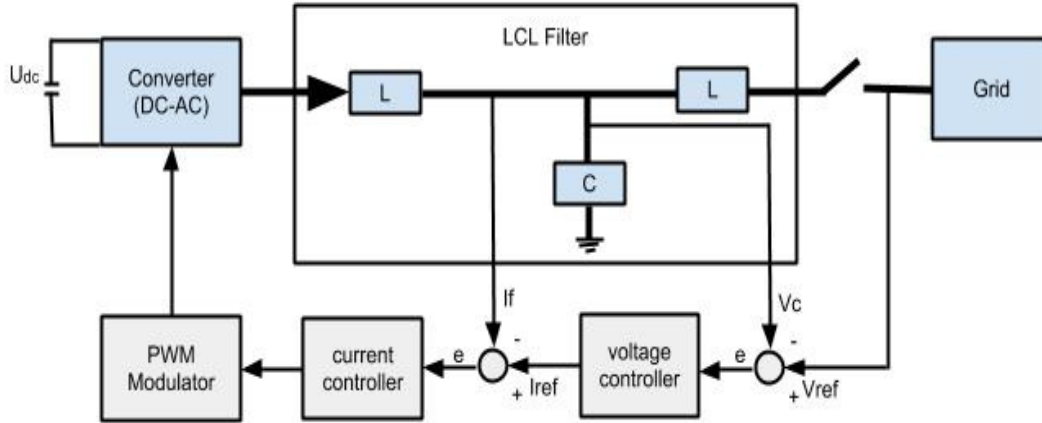 LCL Filter
Udc
Converter
(DC-AC)
L
L
Grid
C
If
Vc
PWM
Modulator
current
controller
e
-
+ Iref
voltage
controller
e
-
+ Vref